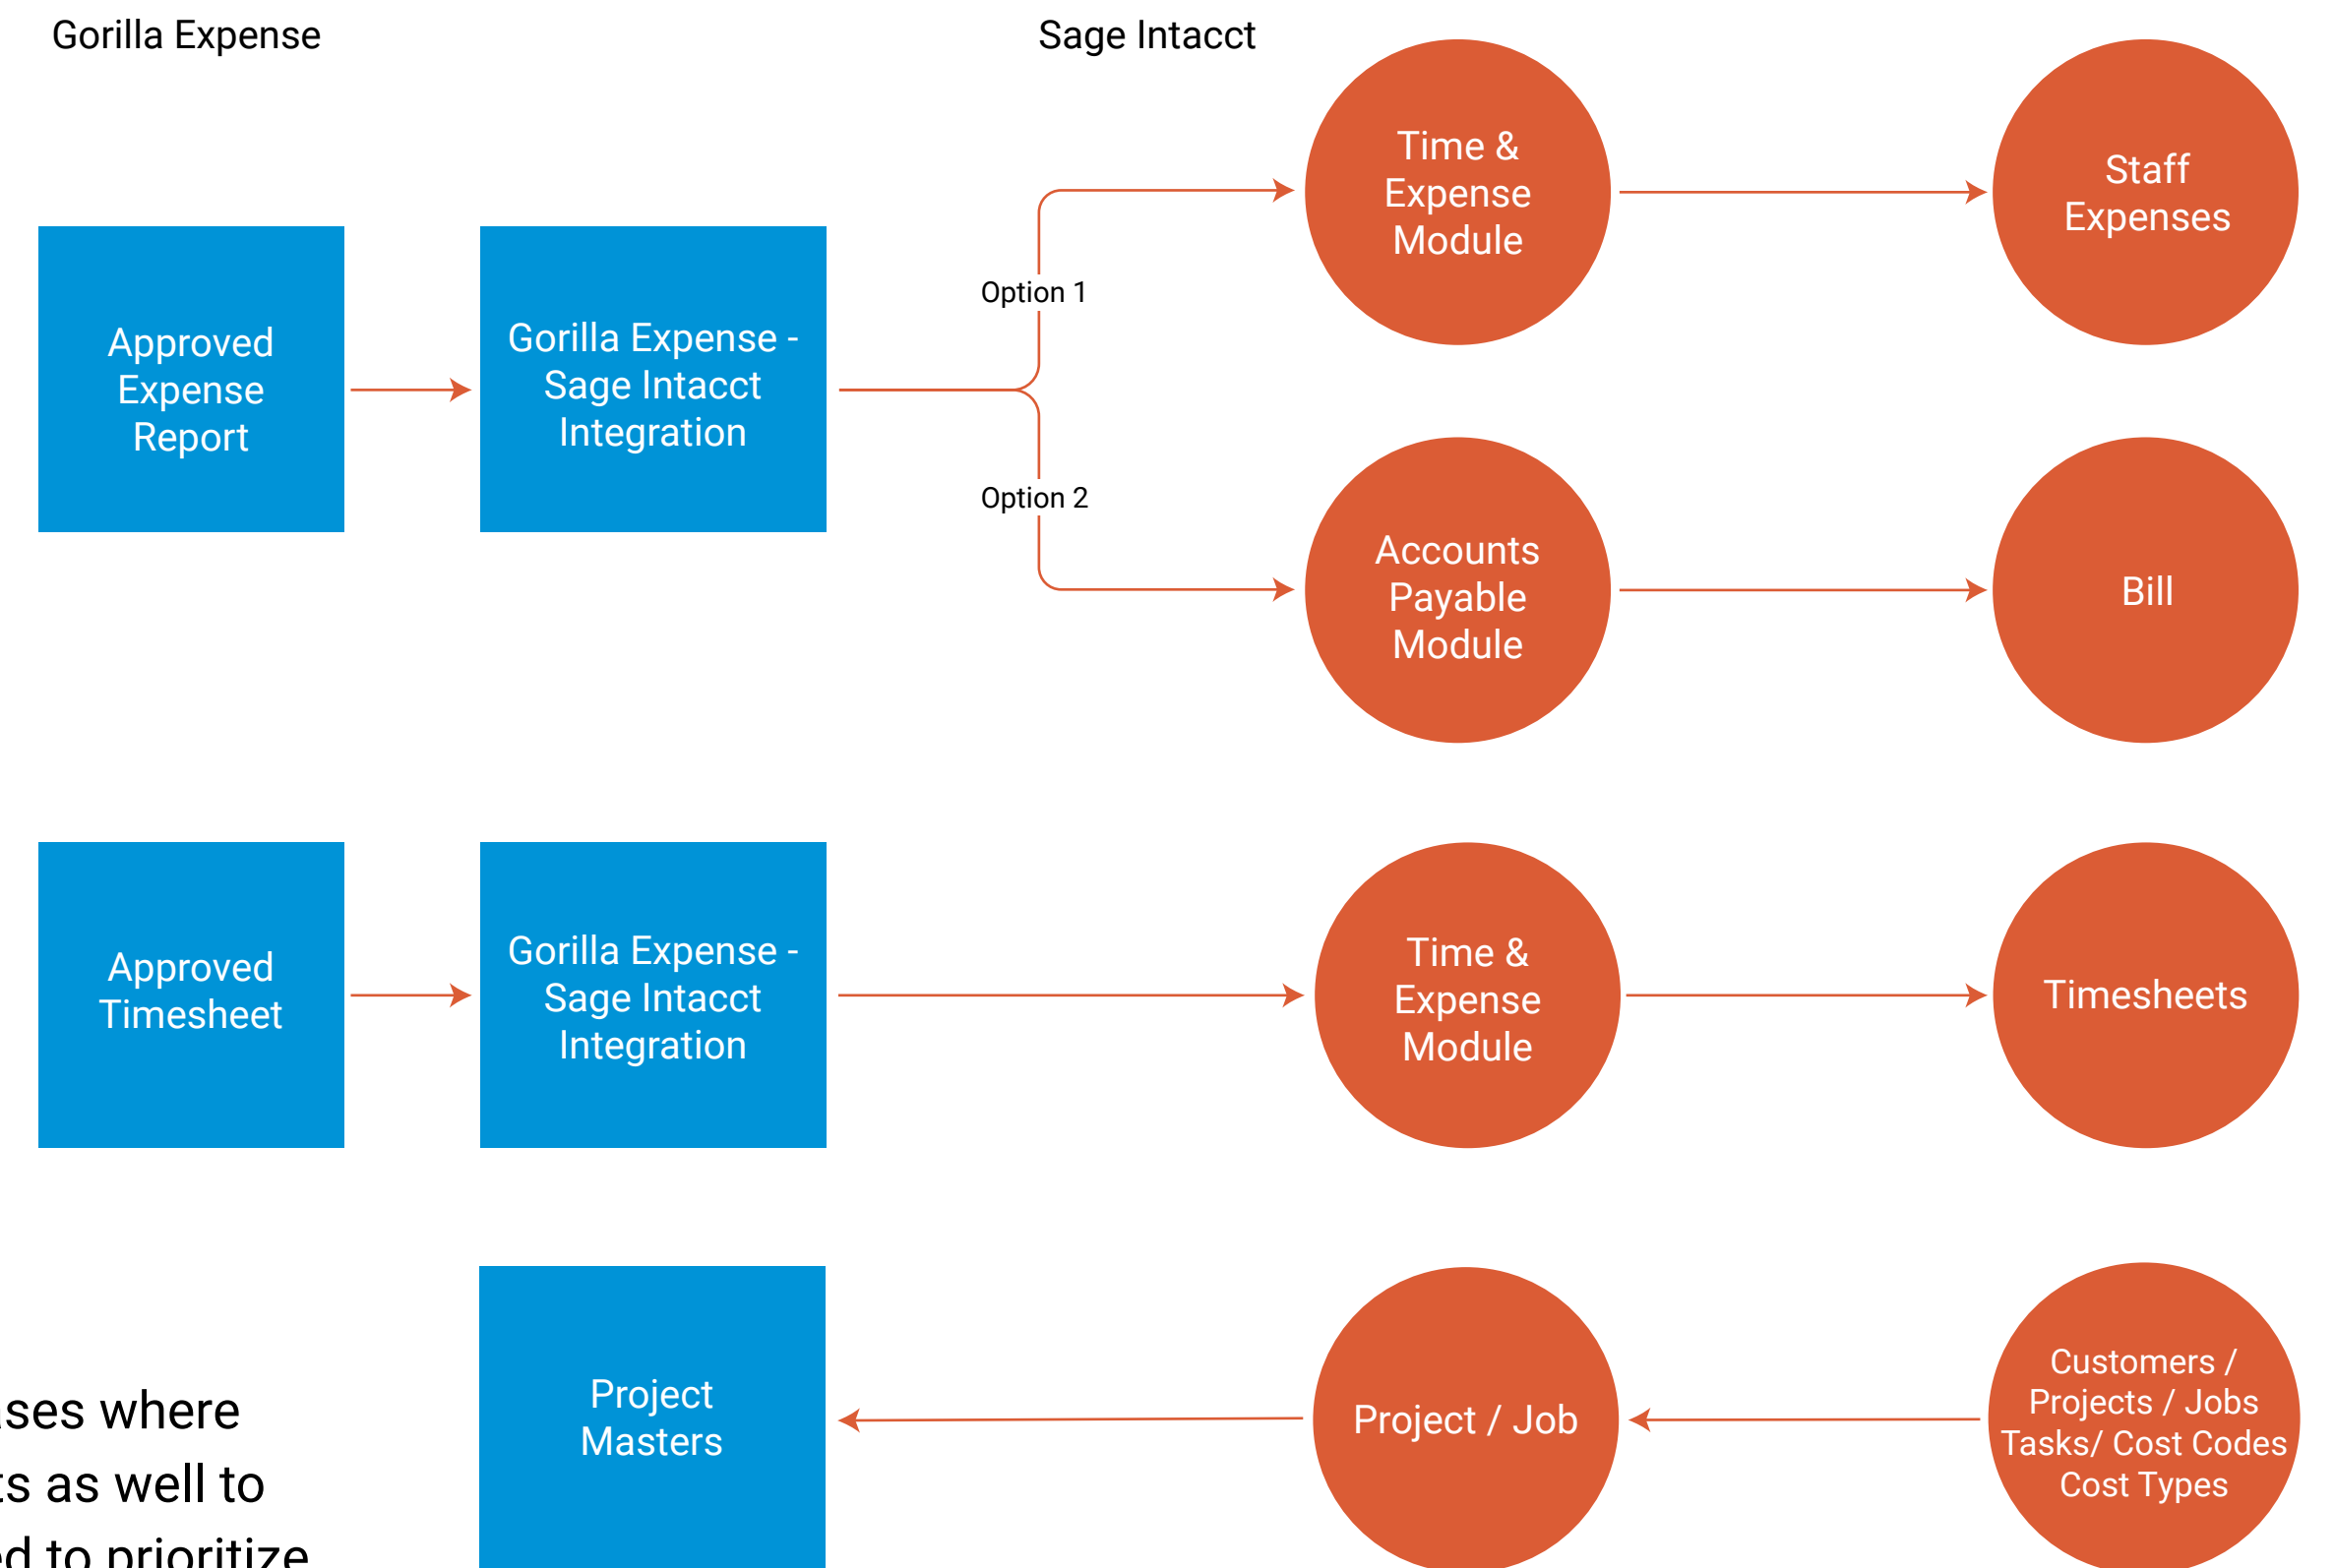 Gorilla Expense
Sage Intacct
Approved
Expense
Report
Gorilla Expense -
Sage Intacct
Integration
Option 1
Option 2
Time &
Expense
Module
Staff
Expenses
Accounts
Payable
Module
Bill
Approved
Timesheet
Gorilla Expense -
Sage Intacct
Integration
Time &
Expense
Module
Timesheets
Project
Masters
Project / Job
Customers /
Projects / Jobs
Tasks/ Cost Codes
Cost Types
where
as well to
to prioritize